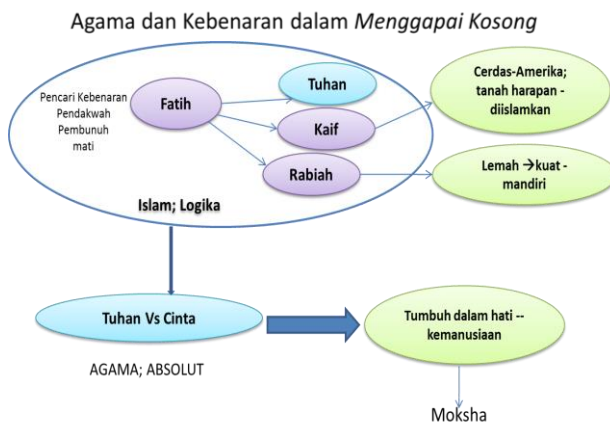 Agama dan Kebenaran dalam Menggapai Kosong
Pencari Kebenaran
Pendakwah
Pembunuh
mati
Fatih
Tuhan
Kaif
Rabiah
Islam; Logika
Cerdas-Amerika;
tanah harapan -
diislamkan
Lemah →kuat -
mandiri
Tuhan Vs Cinta
AGAMA; ABSOLUT
Tumbuh dalam hati --
kemanusiaan
Moksha